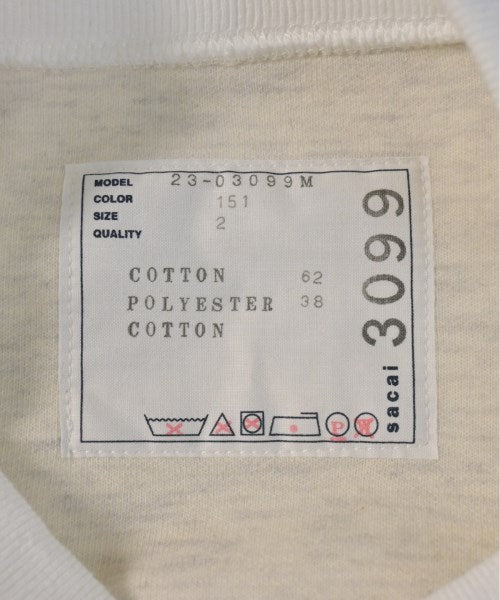 MODEL 23-03099M
COLOR 151
SIZE 2
QUALITY
COTTON 62
POLYESTER 38
COTTON
P W
sacai 3099